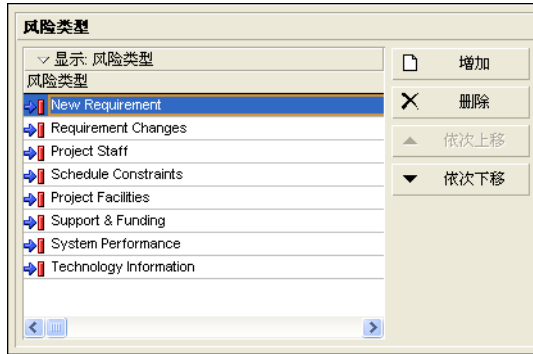 风险类型
显示: 风险类型
风险类型
New Requirement
Requirement Changes
Project Staff
Schedule Constraints
Project Facilities
Support & Funding
System Performance
Technology Information
增加
删除
依次上移
依次下移